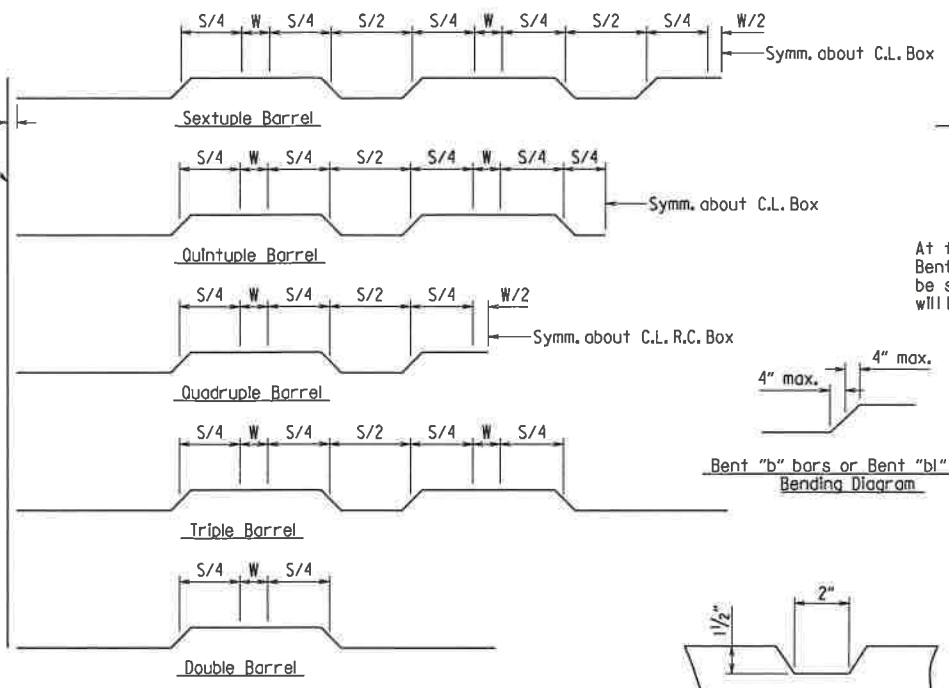 S/4 W S/4 S/2 S/4 W S/4 S/2 S/4 W/2
Symm. about C.L. Box
Sextuple Barrel
S/4 W S/4 S/2 S/4 W S/4 S/4
Symm. about C.L. Box
Quintuple Barrel
S/4 W S/4 S/2 S/4 W/2
Symm. about C.L. R.C. Box
Quadruple Barrel
S/4 W S/4 S/2 S/4 W S/4
Triple Barrel
S/4 W S/4
Double Barrel
At
Bent
be
will
4" max.
4" max.
Bent "b" bars or Bent "b1"
Bending Diagram
2"
1 1/2"